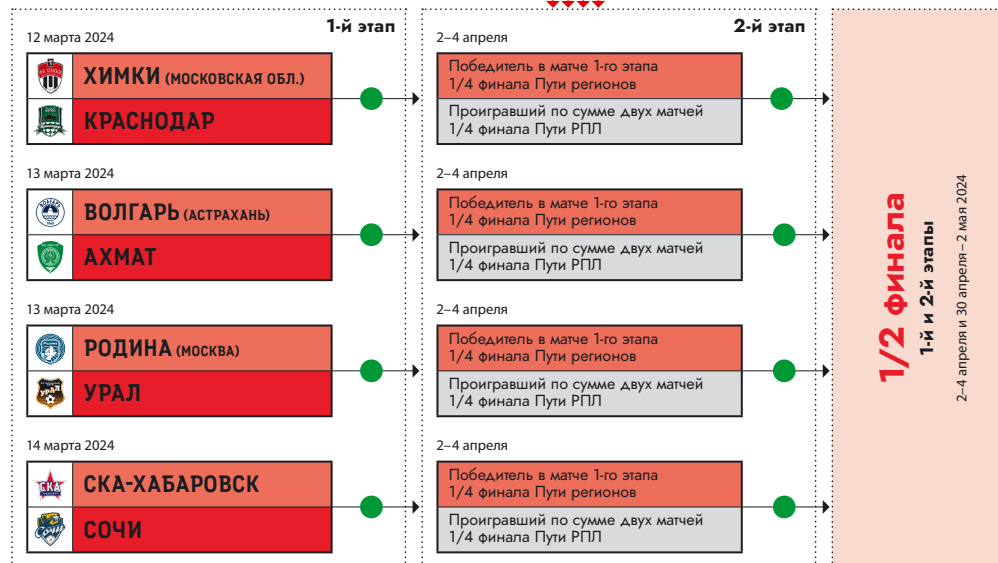 1-й этап
12 марта 2024
ХИМКИ (МОСКОВСКАЯ ОБЛ.)
КРАСНОДАР
13 марта 2024
ВОЛГАРЬ (АСТРАХАНЬ)
АХМАТ
13 марта 2024
РОДИНА (МОСКВА)
УРАЛ
14 марта 2024
СКА-ХАБАРОВСК
СОЧИ
2-й этап
2–4 апреля
Победитель в матче 1-го этапа
1/4 финала Пути регионов
Проигравший по сумме двух матчей
1/4 финала Пути РПЛ
2–4 апреля
Победитель в матче 1-го этапа
1/4 финала Пути регионов
Проигравший по сумме двух матчей
1/4 финала Пути РПЛ
2–4 апреля
Победитель в матче 1-го этапа
1/4 финала Пути регионов
Проигравший по сумме двух матчей
1/4 финала Пути РПЛ
2–4 апреля
Победитель в матче 1-го этапа
1/4 финала Пути регионов
Проигравший по сумме двух матчей
1/4 финала Пути РПЛ
1/2 финала
1-й и 2-й этапы
2–4 апреля и 30 апреля–2 мая 2024